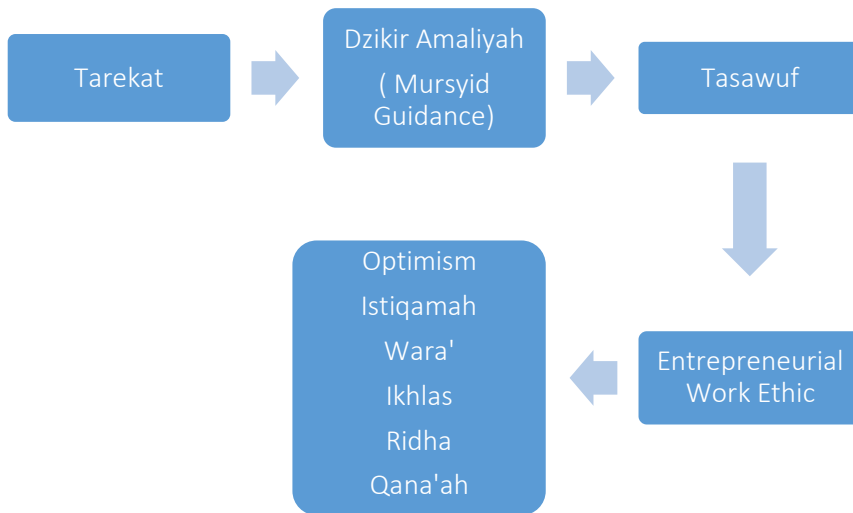 Tarekat
Dzikir Amaliyah
( Mursyid
Guidance)
Tasawuf
Entrepreneurial
Work Ethic
Optimism
Istiqamah
Wara'
Ikhlas
Ridha
Qana'ah